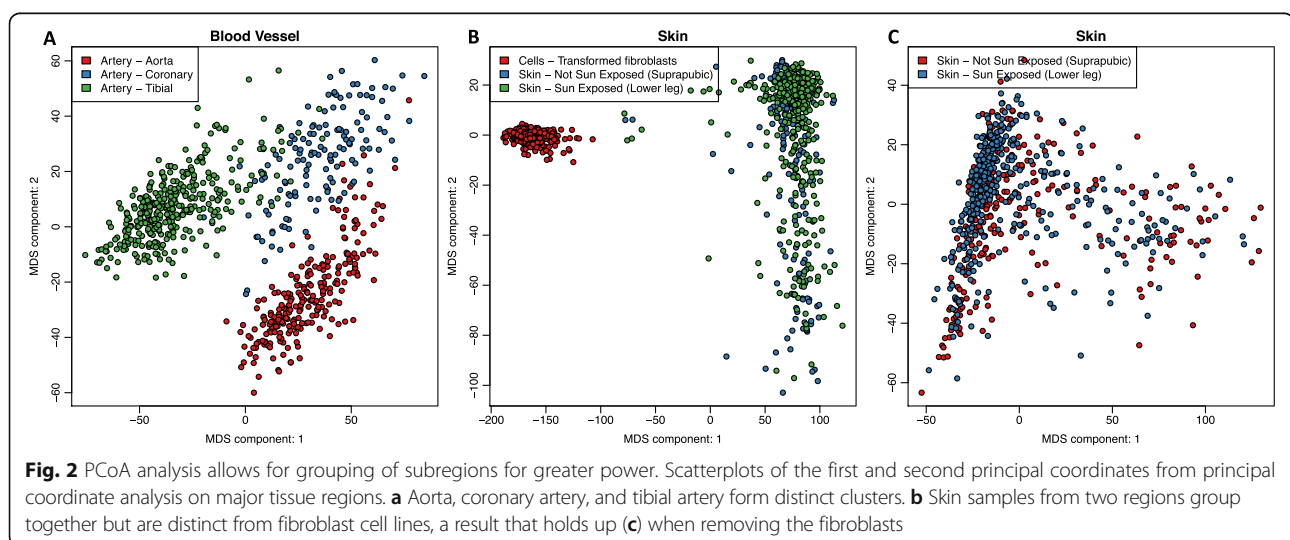 A
Blood Vessel
Artery – Aorta
Artery – Coronary
Artery – Tibial
60
40
20
0
−20
−40
−60
MDS component: 2
−50
0
50
MDS component: 1
B
Skin
Cells – Transformed fibroblasts
Skin – Not Sun Exposed (Suprapubic)
Skin – Sun Exposed (Lower leg)
20
0
−20
−40
−60
−80
−100
MDS component: 2
−200
−150
−100
−50
0
50
100
MDS component: 1
C
Skin
Skin – Not Sun Exposed (Suprapubic)
Skin – Sun Exposed (Lower leg)
40
20
0
−20
−40
−60
MDS component: 2
−50
0
50
100
MDS component: 1
Fig. 2 PCoA analysis allows for grouping of subregions for greater power. Scatterplots of the first and second principal coordinates from principal
coordinate analysis on major tissue regions. a Aorta, coronary artery, and tibial artery form distinct clusters. b Skin samples from two regions group
together but are distinct from fibroblast cell lines, a result that holds up (c) when removing the fibroblasts